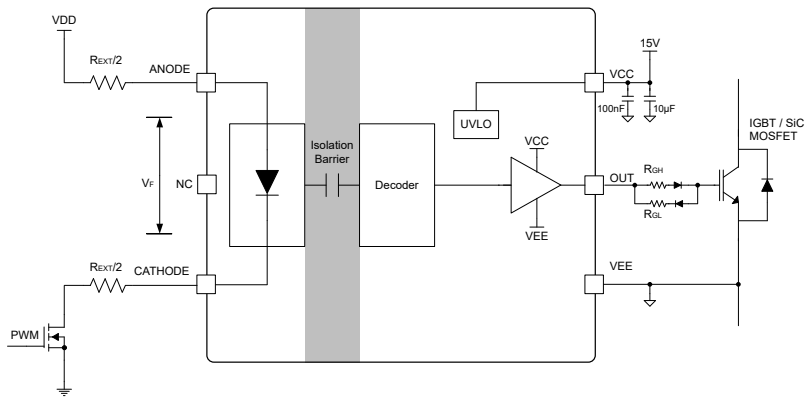 VDD
REXT/2
ANODE
15V
VCC
100nF
10μF
UVLO
IGBT / SiC
MOSFET
Isolation
Barrier
VCC
VF
NC
Decoder
OUT
RGH
RGL
VEE
VEE
REXT/2
CATHODE
PWM